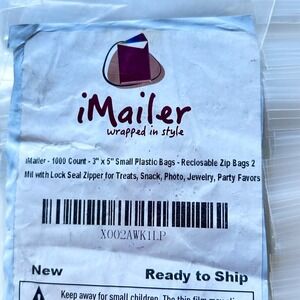 iMailer
wrapped in style
iMailer - 1000 Count - 3" x 5" Small Plastic Bags - Reclosable Zip Bags 2
Mil with Lock Seal Zipper for Treats, Snack, Photo, Jewelry, Party Favors
X002AWK1LP
New
Ready to Ship
Keep away for small children. The thin film may cling